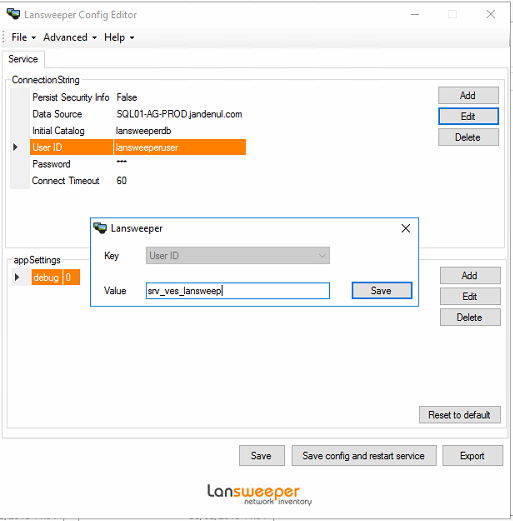 Lansweeper Config Editor
File Advanced Help
Service
ConnectionString
Persist Security Info False
Data Source SQL01-AG-PROD.jandenul.com
Initial Catalog lansweeperdb
User ID lansweeperuser
Password ***
Connect Timeout 60
Add
Edit
Delete
Lansweeper
Key User ID
Value srv_ves_lansweep
Save
appSettings
debug 0
Add
Edit
Delete
Reset to default
Save Save config and restart service Export
Lansweeper
network inventory